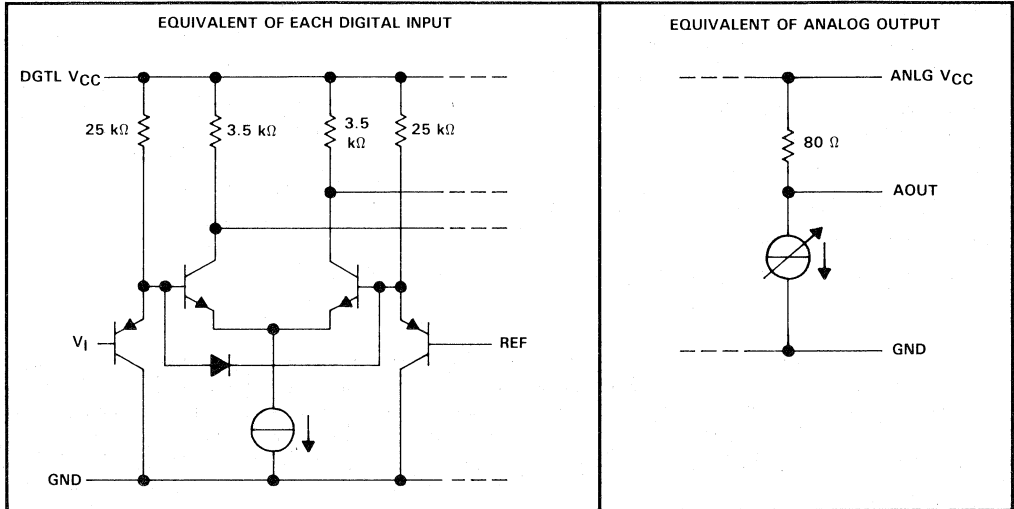 EQUIVALENT OF EACH DIGITAL INPUT
DGTL VCC
25 kΩ
3.5 kΩ
3.5
kΩ
25 kΩ
VI
REF
GND
EQUIVALENT OF ANALOG OUTPUT
ANLG VCC
80 Ω
AOUT
GND